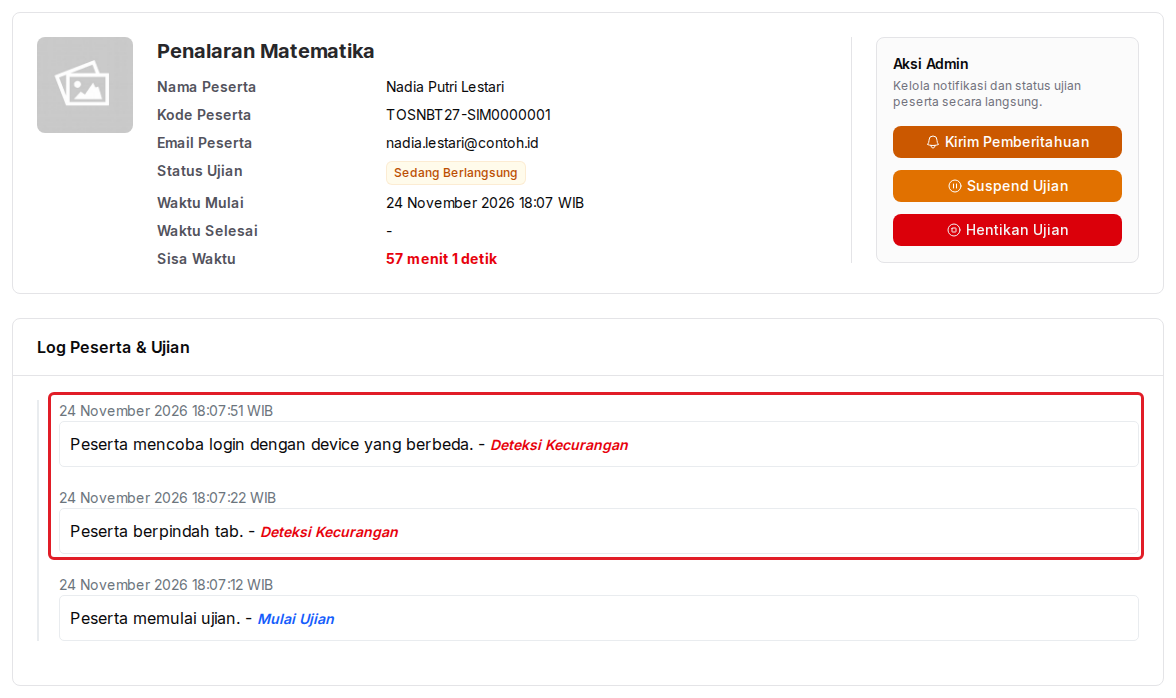 Penalaran Matematika
Nama Peserta Nadia Putri Lestari
Kode Peserta TOSNBT27-SIM0000001
Email Peserta nadia.lestari@contoh.id
Status Ujian Sedang Berlangsung
Waktu Mulai 24 November 2026 18:07 WIB
Waktu Selesai -
Sisa Waktu 57 menit 1 detik
Aksi Admin
Kelola notifikasi dan status ujian
peserta secara langsung.
Kirim Pemberitahuan
Suspend Ujian
Hentikan Ujian
Log Peserta & Ujian
24 November 2026 18:07:51 WIB
Peserta mencoba login dengan device yang berbeda. - Deteksi Kecurangan
24 November 2026 18:07:22 WIB
Peserta berpindah tab. - Deteksi Kecurangan
24 November 2026 18:07:12 WIB
Peserta memulai ujian. - Mulai Ujian